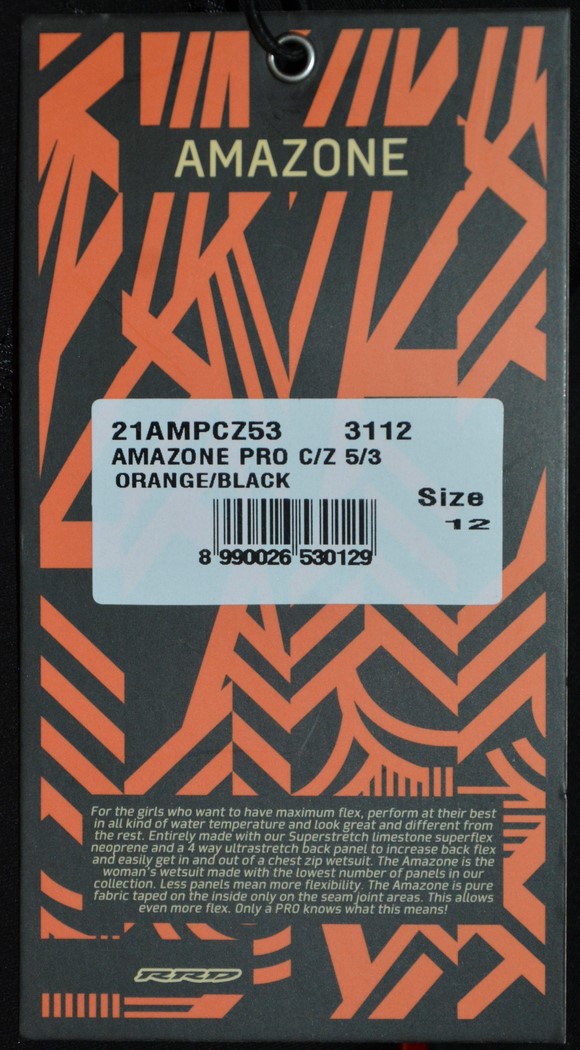 AMAZONE
21AMPCZ53 3112
AMAZONE PRO C/Z 5/3
ORANGE/BLACK
Size
12
8 990026 530129
For the girls who want to have maximum flex, perform at their best
in all kind of water temperature and look great and different from
the rest. Entirely made with our Superstretch limestone superflex
neoprene and a 4 way ultrastretch back panel to increase back flex
and easily get in and out of a chest zip wetsuit. The Amazone is the
woman's wetsuit made with the lowest number of panels in our
collection. Less panels mean more flexibility. The Amazone is pure
fabric taped on the inside only on the seam joint areas. This allows
even more flex. Only a PRO knows what this means!
RRD